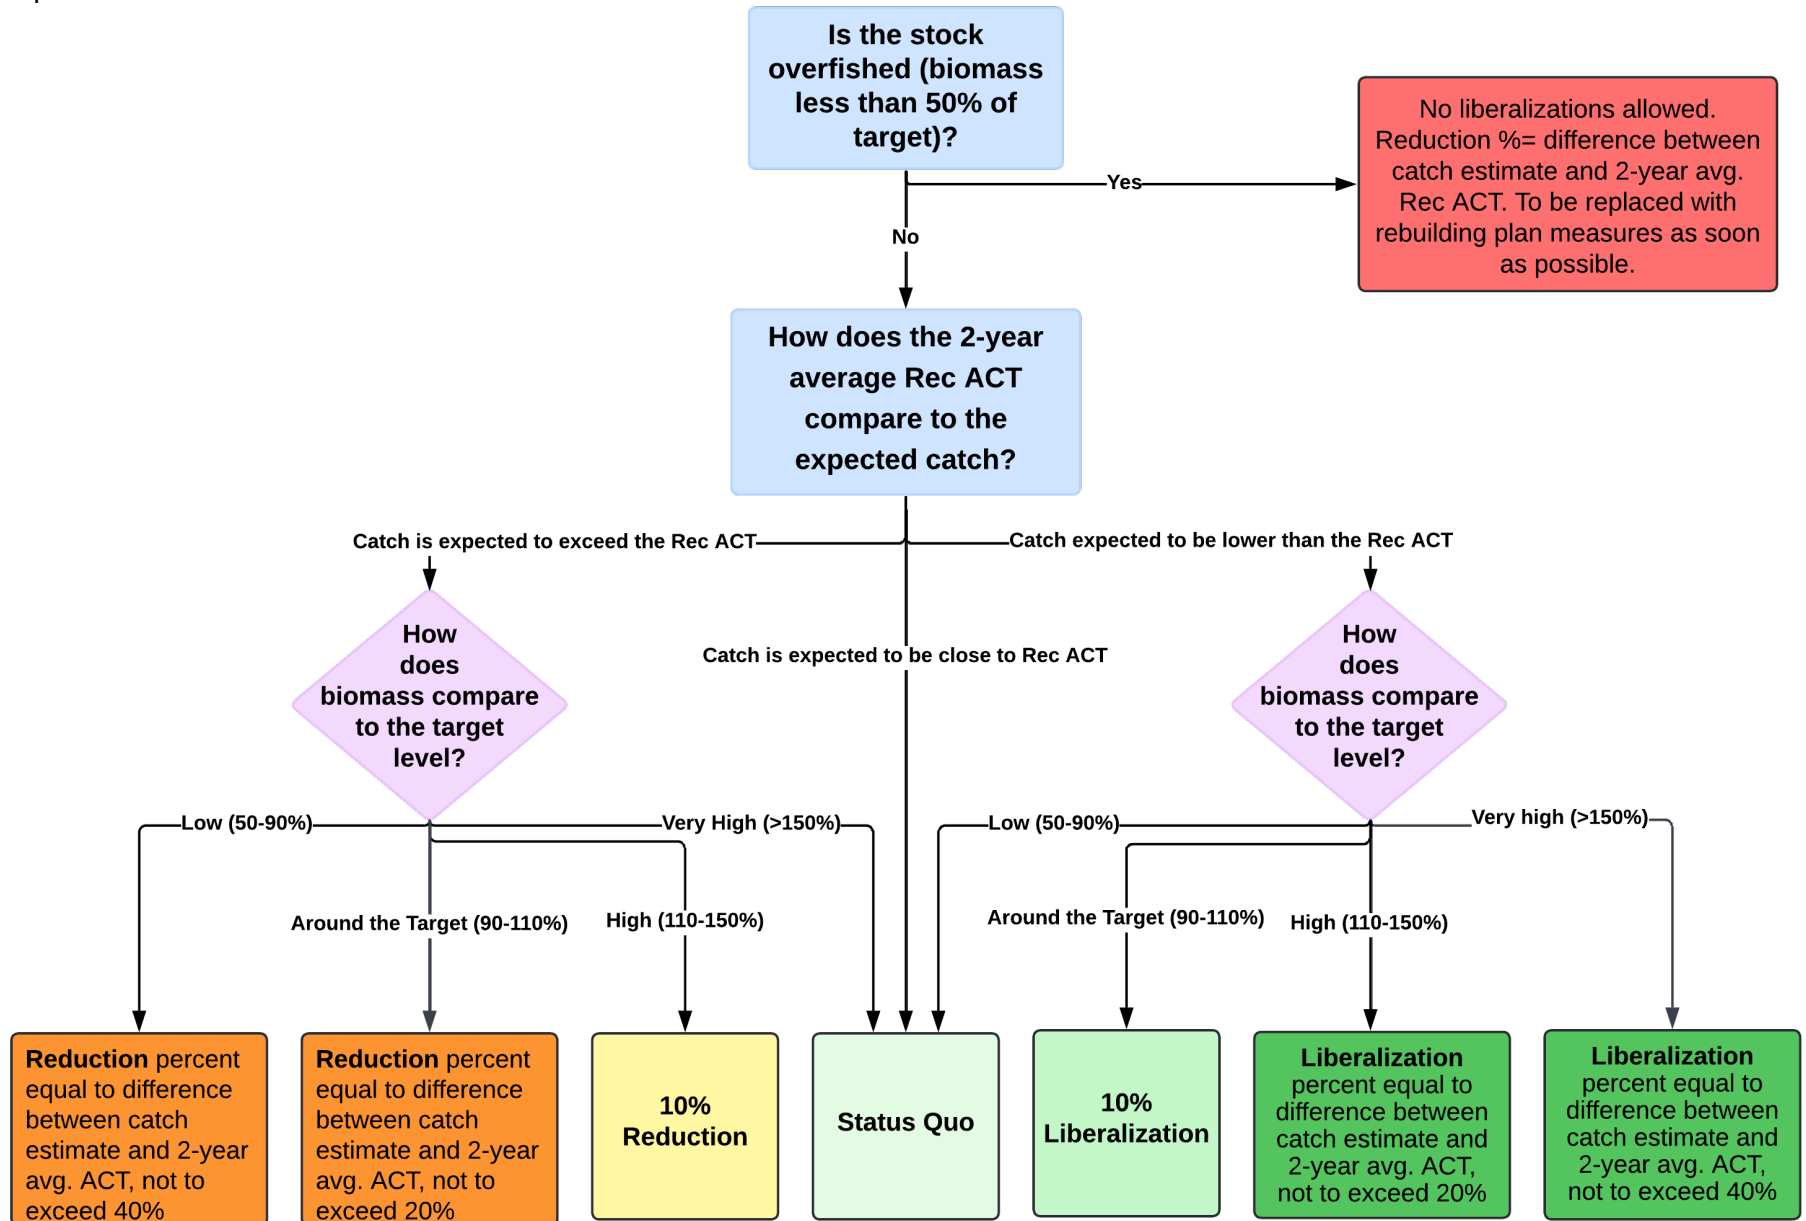 Is the stock
overfished (biomass
less than 50% of
target)?
No liberalizations allowed.
Reduction %= difference between
catch estimate and 2-year avg.
Rec ACT. To be replaced with
rebuilding plan measures as soon
as possible.
Yes
No
How does the 2-year
average Rec ACT
compare to the
expected catch?
Catch is expected to exceed the Rec ACT
Catch expected to be lower than the Rec ACT
Catch is expected to be close to Rec ACT
How
does
biomass compare
to the target
level?
How
does
biomass compare
to the target
level?
Low (50-90%)
Very High (>150%)
Low (50-90%)
Very high (>150%)
Around the Target (90-110%)
High (110-150%)
Around the Target (90-110%)
High (110-150%)
Reduction percent
equal to difference
between catch
estimate and 2-year
avg. ACT, not to
exceed 40%
Reduction percent
equal to difference
between catch
estimate and 2-year
avg. ACT, not to
exceed 20%
10%
Reduction
Status Quo
10%
Liberalization
Liberalization
percent equal to
difference between
catch estimate and
2-year avg. ACT,
not to exceed 20%
Liberalization
percent equal to
difference between
catch estimate and
2-year avg. ACT,
not to exceed 40%